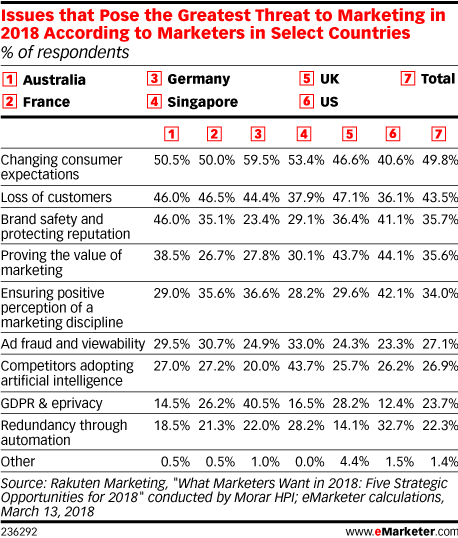 Issues that Pose the Greatest Threat to Marketing in
2018 According to Marketers in Select Countries
% of respondents
1 Australia 3 Germany 5 UK 7 Total
2 France 4 Singapore 6 US
1 2 3 4 5 6 7
Changing consumer
expectations 50.5% 50.0% 59.5% 53.4% 46.6% 40.6% 49.8%
Loss of customers 46.0% 46.5% 44.4% 37.9% 47.1% 36.1% 43.5%
Brand safety and
protecting reputation 46.0% 35.1% 23.4% 29.1% 36.4% 41.1% 35.7%
Proving the value of
marketing 38.5% 26.7% 27.8% 30.1% 43.7% 44.1% 35.6%
Ensuring positive
perception of a
marketing discipline 29.0% 35.6% 36.6% 28.2% 29.6% 42.1% 34.0%
Ad fraud and viewability 29.5% 30.7% 24.9% 33.0% 24.3% 23.3% 27.1%
Competitors adopting
artificial intelligence 27.0% 27.2% 20.0% 43.7% 25.7% 26.2% 26.9%
GDPR & eprivacy 14.5% 26.2% 40.5% 16.5% 28.2% 12.4% 23.7%
Redundancy through
automation 18.5% 21.3% 22.0% 28.2% 14.1% 32.7% 22.3%
Other 0.5% 0.5% 1.0% 0.0% 4.4% 1.5% 1.4%
Source: Rakuten Marketing, "What Marketers Want in 2018: Five Strategic
Opportunities for 2018" conducted by Morar HPI; eMarketer calculations,
March 13, 2018
236292 www.eMarketer.com